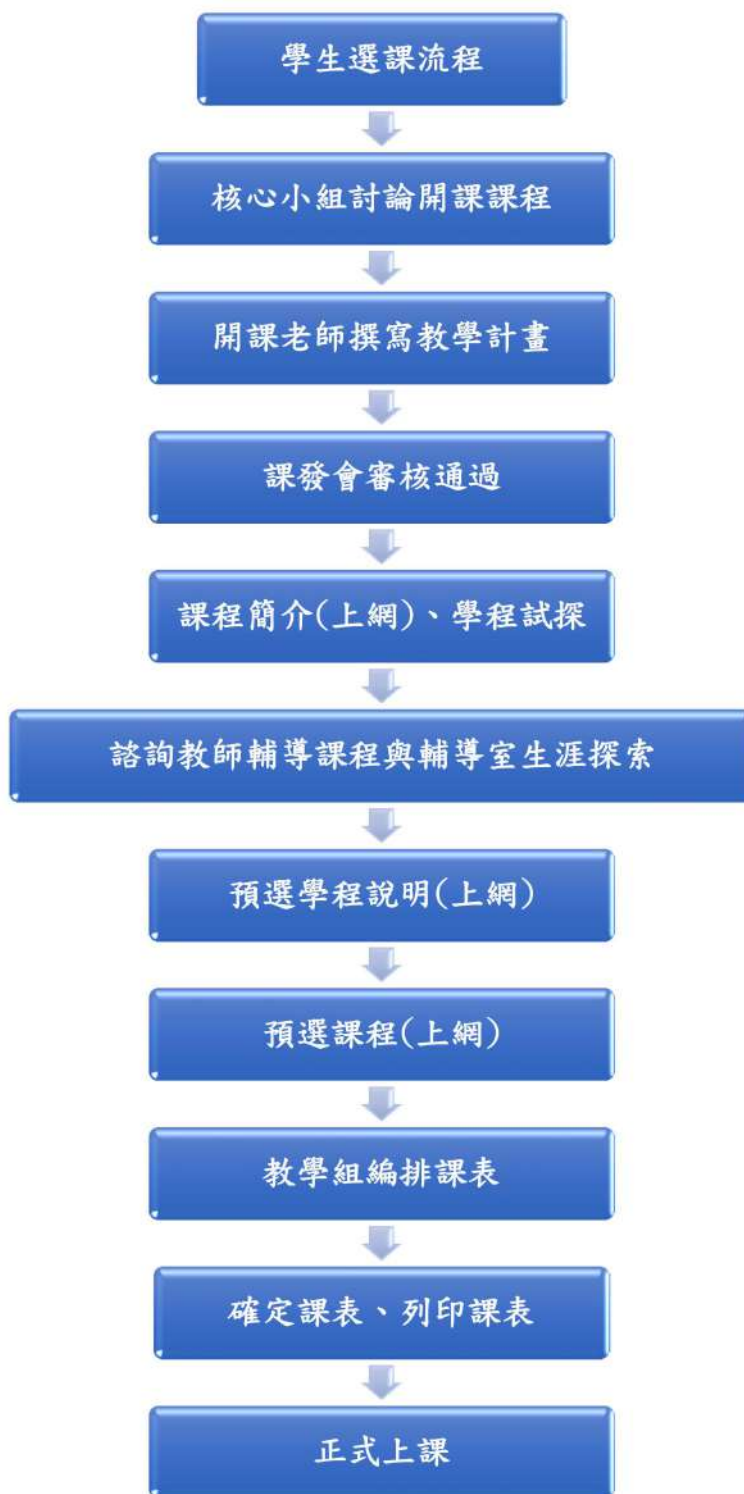 學生選課流程
核心小組討論開課課程
開課老師撰寫教學計畫
課發會審核通過
課程簡介(上網)、學程試探
諮詢教師輔導課程與輔導室生涯探索
預選學程說明(上網)
預選課程(上網)
教學組編排課表
確定課表、列印課表
正式上課